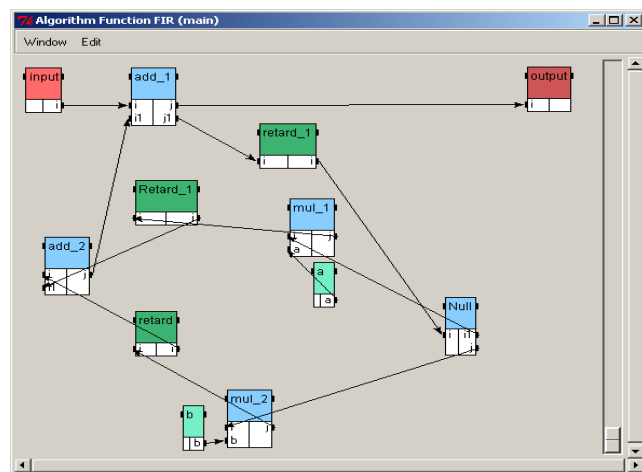 Algorithm Function FIR (main)
Window Edit
input
i
add_1
i j
i1 j1
output
i
retard_1
i i
Retard_1
i
mul_1
i j
a
a
a
add_2
i j
i1
Null
i i1
j
retard
i i
mul_2
i j
b
b
b